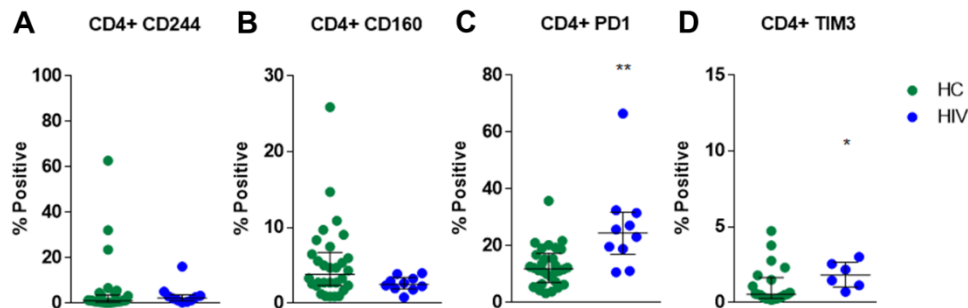 A CD4+ CD244
B CD4+ CD160
C CD4+ PD1
D CD4+ TIM3
% Positive
100
80
60
40
20
0
% Positive
30
20
10
0
% Positive
80
60
40
20
0
**
% Positive
15
10
5
0
*
HC
HIV